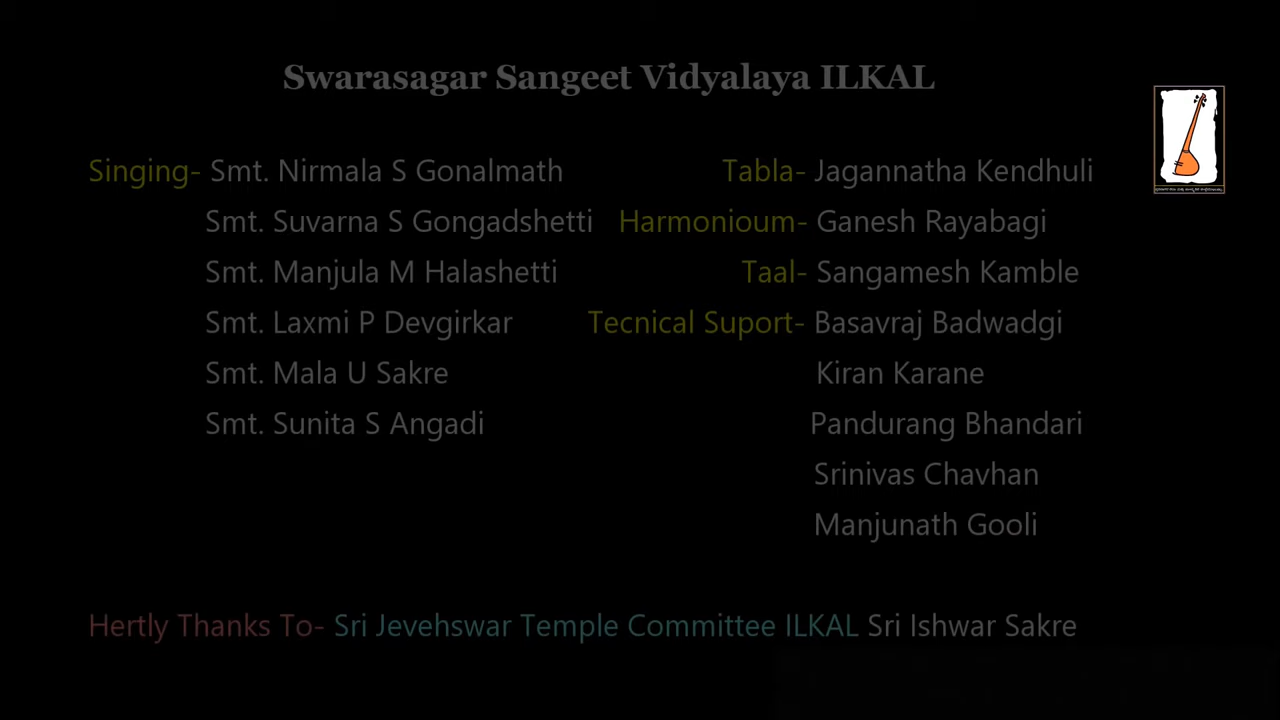 Swarasagar Sangeet Vidyalaya ILKAL
Singing- Smt. Nirmala S Gonalmath Tabla- Jagannatha Kendhuli
Smt. Suvarna S Gongadshetti Harmonioum- Ganesh Rayabagi
Smt. Manjula M Halashetti Taal- Sangamesh Kamble
Smt. Laxmi P Devgirkar Tecnical Suport- Basavraj Badwadgi
Smt. Mala U Sakre Kiran Karane
Smt. Sunita S Angadi Pandurang Bhandari
Srinivas Chavhan
Manjunath Gooli
Hertly Thanks To- Sri Jevehswar Temple Committee ILKAL Sri Ishwar Sakre